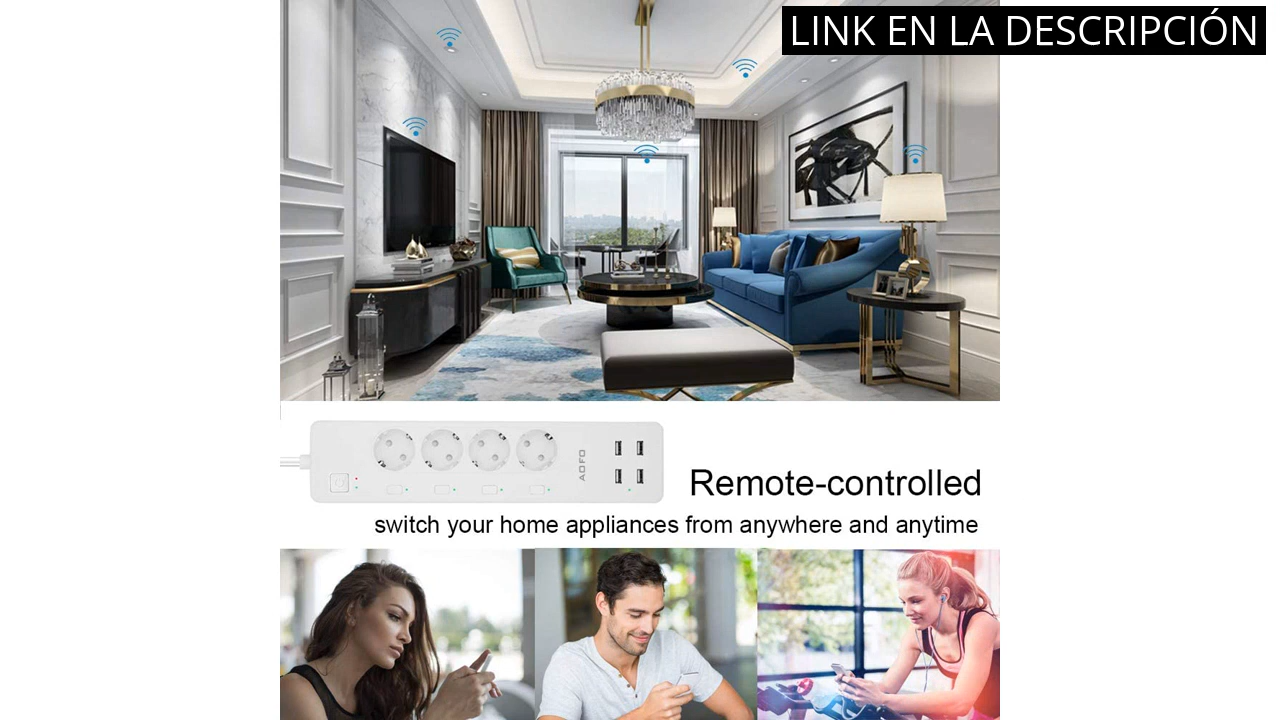 LINK EN LA DESCRIPCIÓN
AOFO
Remote-controlled
switch your home appliances from anywhere and anytime